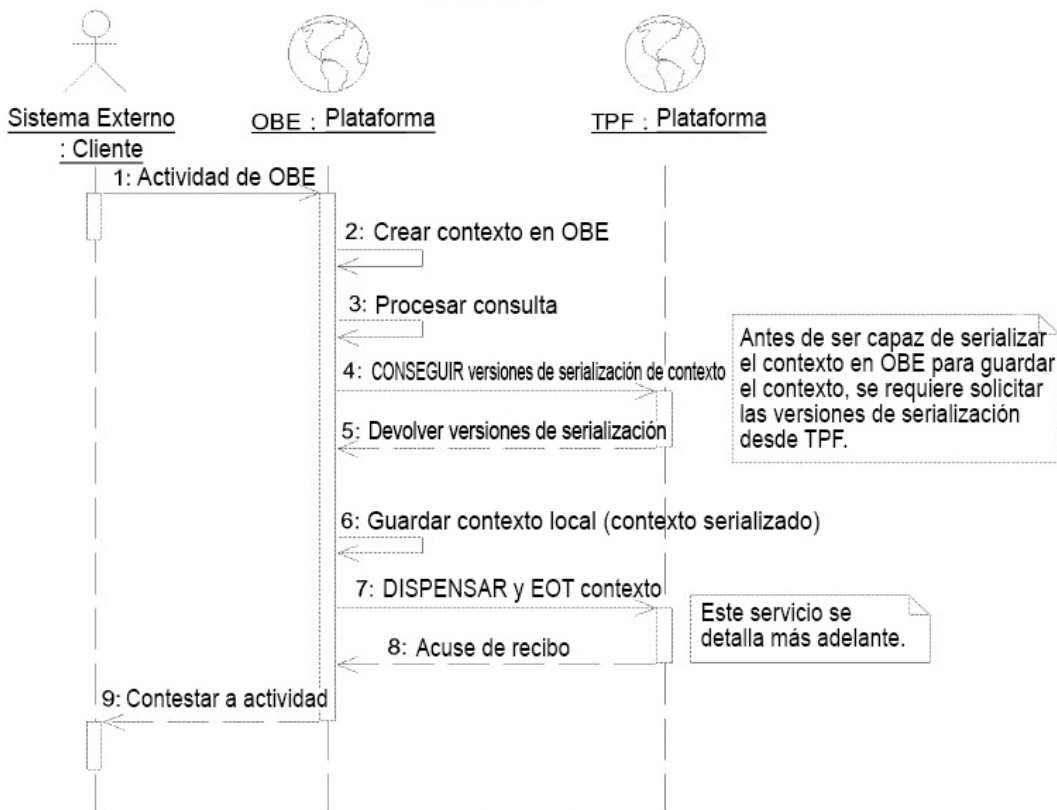 Sistema Externo
: Cliente
OBE : Plataforma
TPF : Plataforma
1: Actividad de OBE
2: Crear contexto en OBE
3: Procesar consulta
4: CONSEGUIR versiones de serialización de contexto
5: Devolver versiones de serialización
Antes de ser capaz de serializar
el contexto en OBE para guardar
el contexto, se requiere solicitar
las versiones de serialización
desde TPF.
6: Guardar contexto local (contexto serializado)
7: DISPENSAR y EOT contexto
Este servicio se
detalla más adelante.
8: Acuse de recibo
9: Contestar a actividad